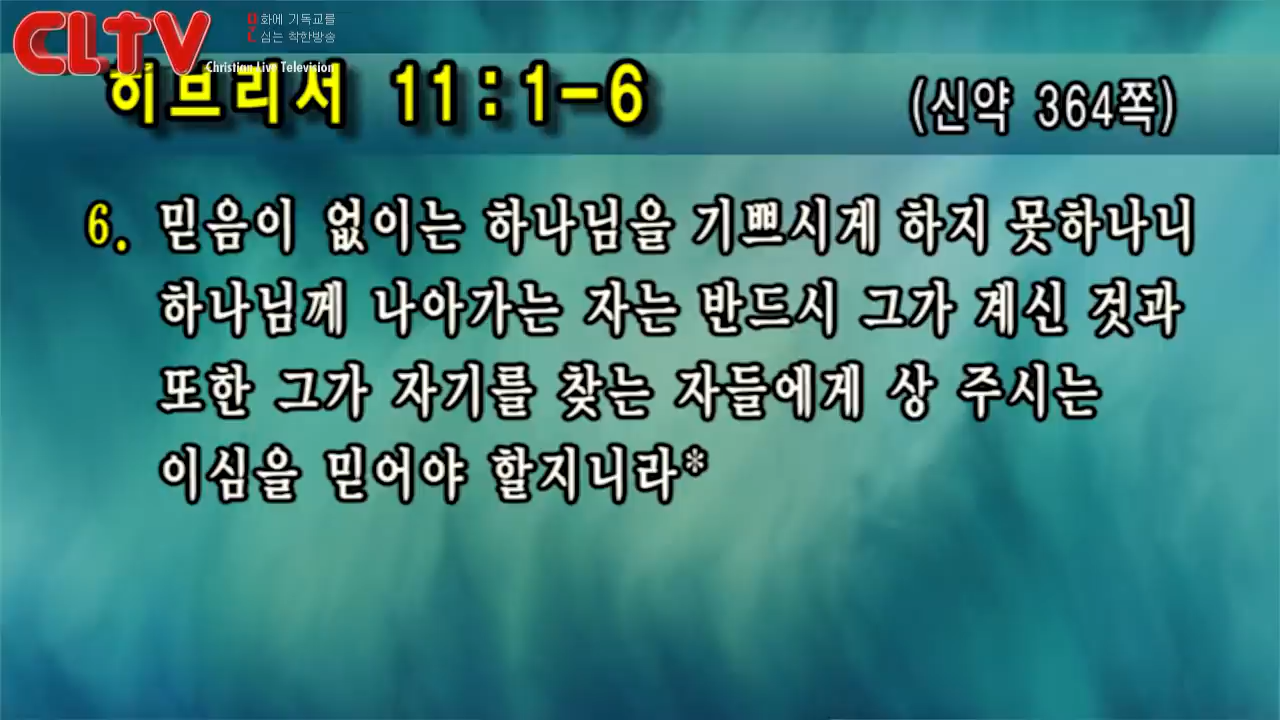 CLTV
문화에 기독교를
심는 착한방송
Christian Live Television
히브리서 11:1-6
(신약 364쪽)
6. 믿음이 없이는 하나님을 기쁘시게 하지 못하나니
하나님께 나아가는 자는 반드시 그가 계신 것과
또한 그가 자기를 찾는 자들에게 상 주시는
이심을 믿어야 할지니라*